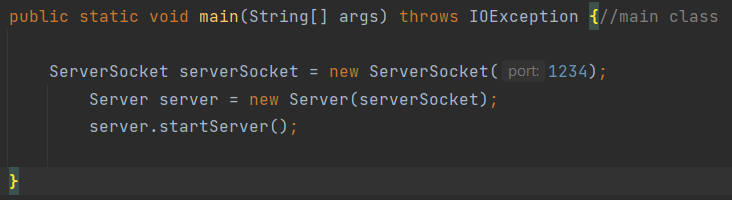 public static void main(String[] args) throws IOException {//main class
ServerSocket serverSocket = new ServerSocket( port: 1234);
Server server = new Server(serverSocket);
server.startServer();
}